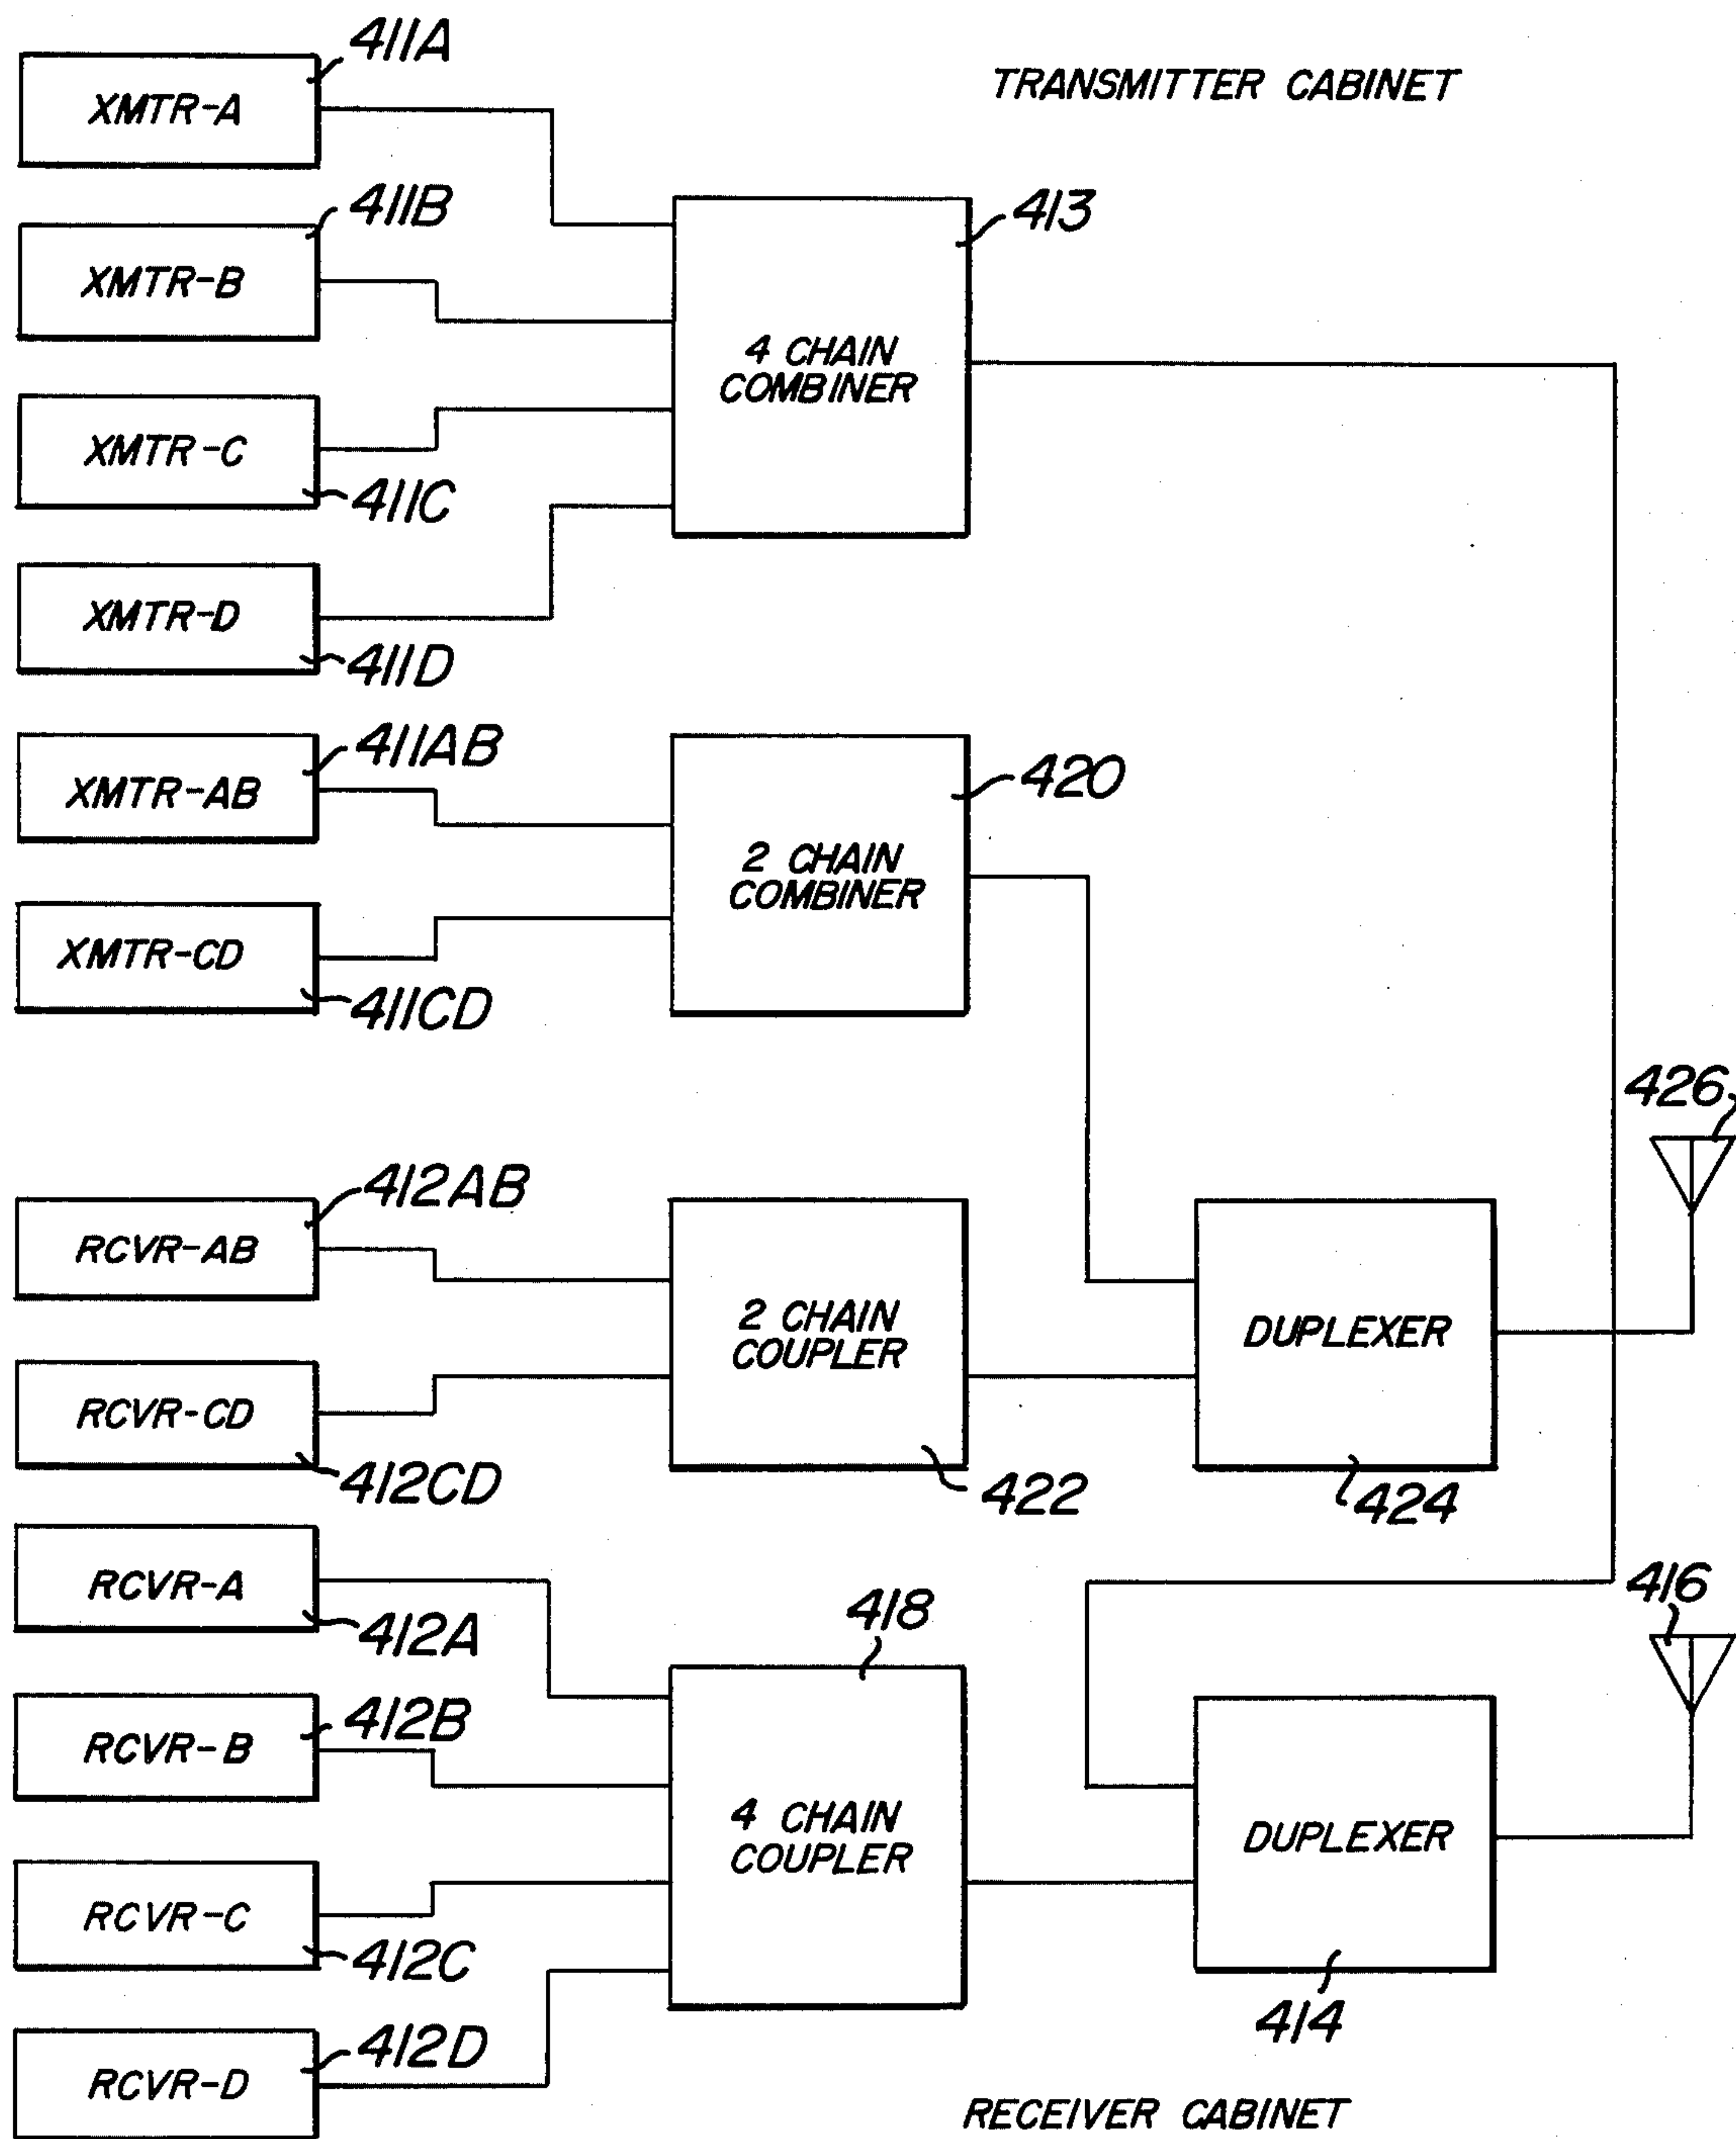 411A
XMTR-A
TRANSMITTER CABINET
411B
XMTR-B
413
4 CHAIN
COMBINER
XMTR-C
411C
XMTR-D
411D
411AB
XMTR-AB
420
2 CHAIN
COMBINER
XMTR-CD
411CD
426
412AB
RCVR-AB
2 CHAIN
COUPLER
DUPLEXER
RCVR-CD
412CD
422
424
RCVR-A
412A
418
416
412B
RCVR-B
4 CHAIN
COUPLER
DUPLEXER
RCVR-C
412C
414
412D
RCVR-D
RECEIVER CABINET